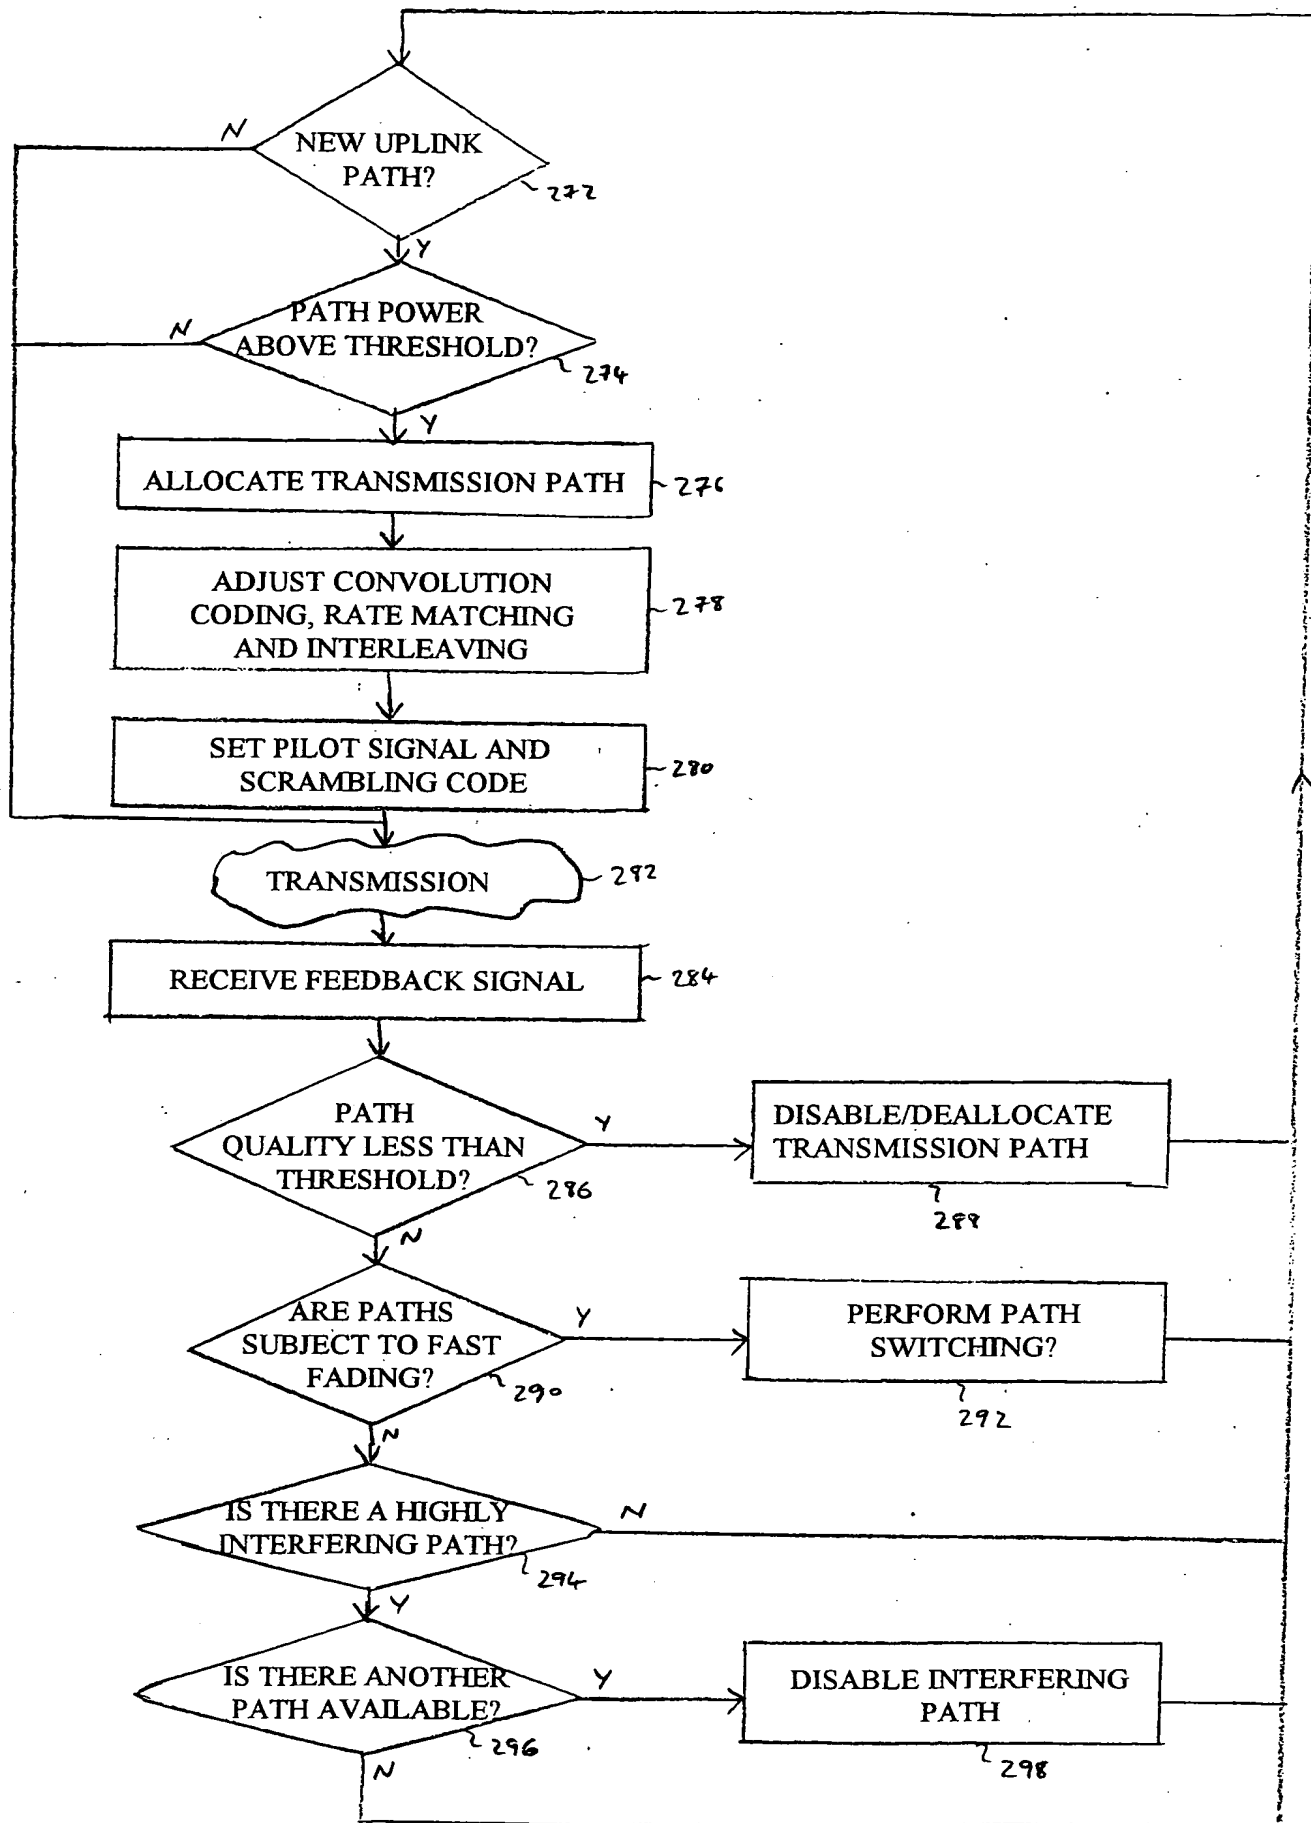 N
NEW UPLINK
PATH?
272
Y
N
PATH POWER
ABOVE THRESHOLD?
274
Y
ALLOCATE TRANSMISSION PATH
276
ADJUST CONVOLUTION
CODING, RATE MATCHING
AND INTERLEAVING
278
SET PILOT SIGNAL AND
SCRAMBLING CODE
280
TRANSMISSION
282
RECEIVE FEEDBACK SIGNAL
284
PATH
QUALITY LESS THAN
THRESHOLD?
286
Y
DISABLE/DEALLOCATE
TRANSMISSION PATH
288
N
ARE PATHS
SUBJECT TO FAST
FADING?
290
Y
PERFORM PATH
SWITCHING?
292
N
IS THERE A HIGHLY
INTERFERING PATH?
294
N
Y
IS THERE ANOTHER
PATH AVAILABLE?
296
Y
DISABLE INTERFERING
PATH
298
N